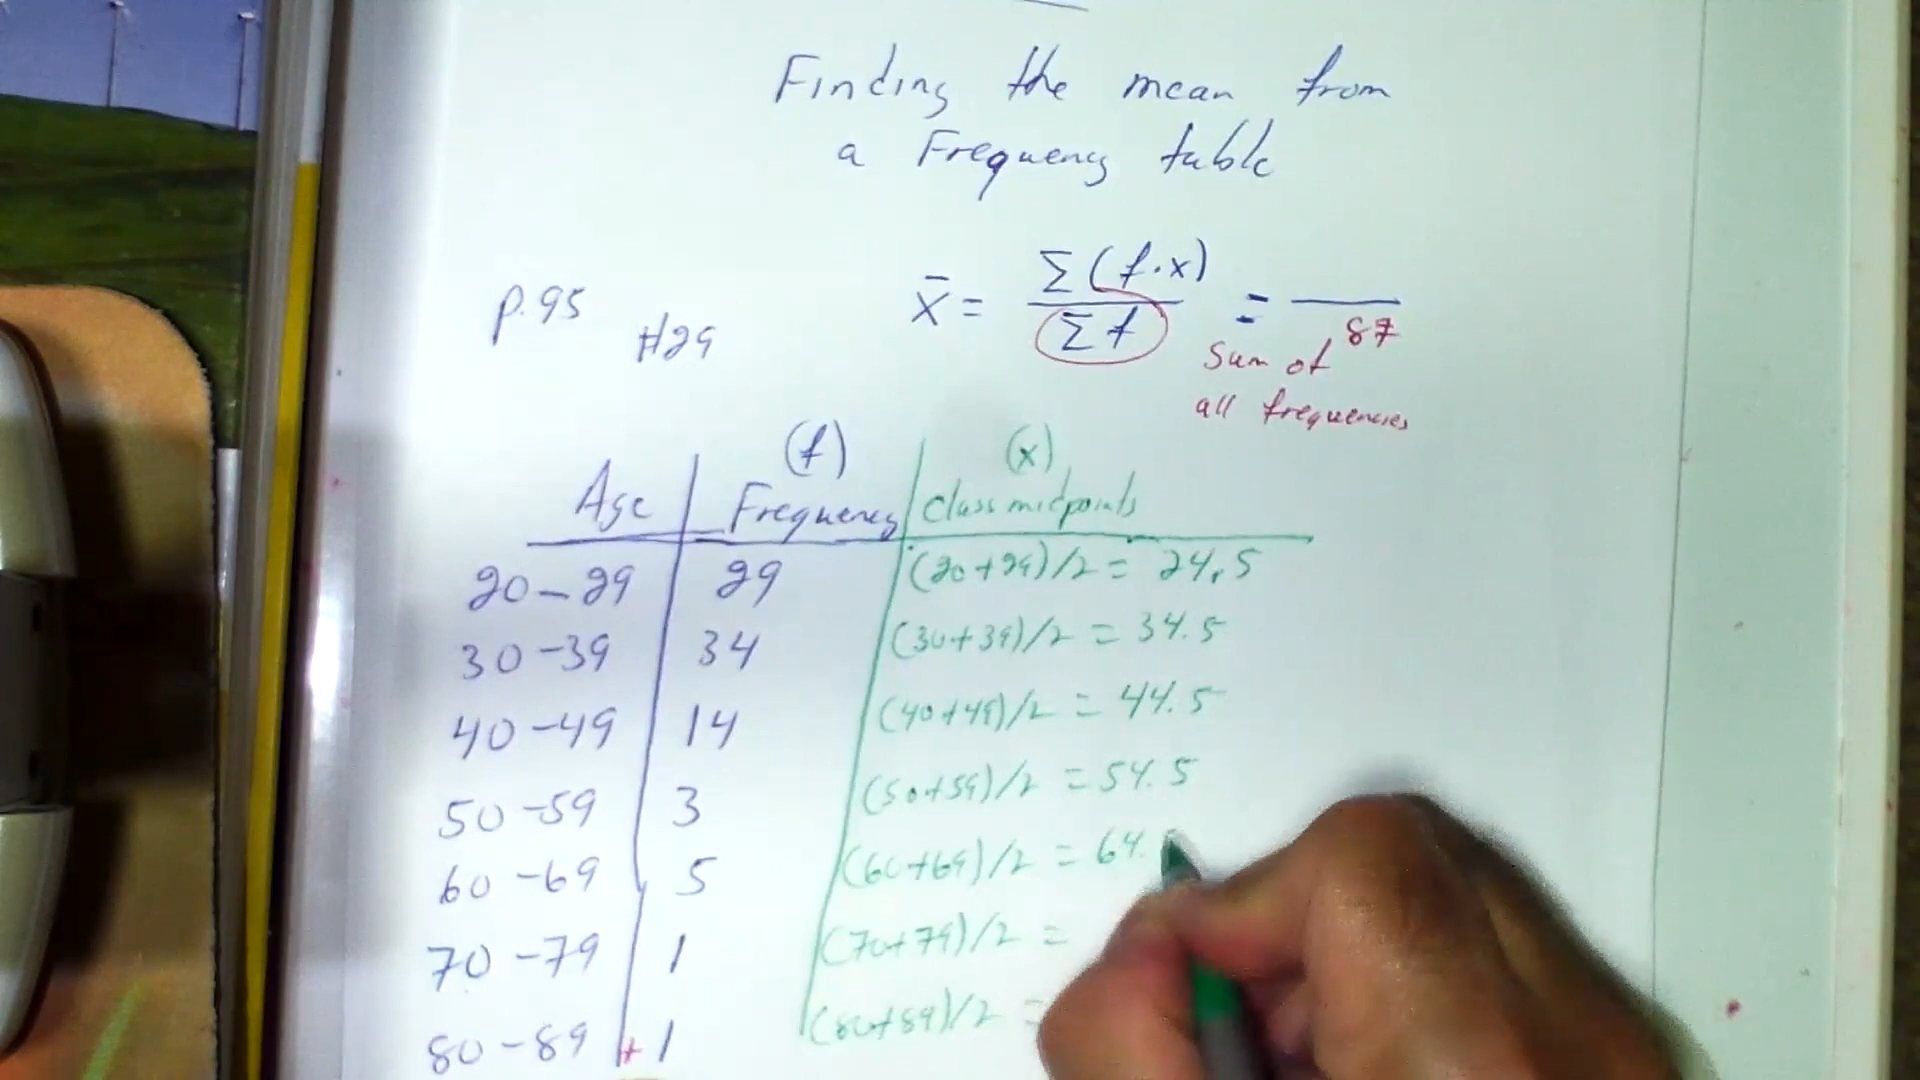 Finding the mean from
a Frequency table
p.95 #29
x̄ = Σ(f·x) / Σf = ___ / 87
Sum of
all frequencies
(f) (x)
Age Frequency Class midpoints
20-29 29 (20+29)/2 = 24.5
30-39 34 (30+39)/2 = 34.5
40-49 14 (40+49)/2 = 44.5
50-59 3 (50+59)/2 = 54.5
60-69 5 (60+69)/2 = 64.
70-79 1 (70+79)/2 =
80-89 + 1 (80+89)/2 =